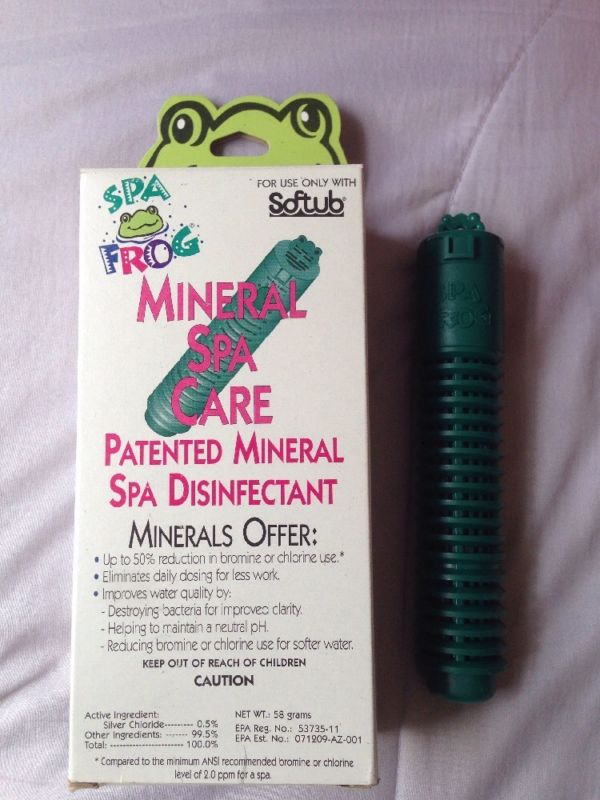 SPA
FROG®
FOR USE ONLY WITH
Softub®
MINERAL
SPA
CARE
PATENTED MINERAL
SPA DISINFECTANT
MINERALS OFFER:
• Up to 50% reduction in bromine or chlorine use.*
• Eliminates daily dosing for less work.
• Improves water quality by:
- Destroying bacteria for improved clarity.
- Helping to maintain a neutral pH.
- Reducing bromine or chlorine use for softer water.
KEEP OUT OF REACH OF CHILDREN
CAUTION
Active Ingredient:
Silver Chloride--------- 0.5%
Other Ingredients: ------ 99.5%
Total: ---------------------- 100.0%
NET WT.: 58 grams
EPA Reg. No.: 53735-11
EPA Est. No.: 071209-AZ-001
* Compared to the minimum ANSI recommended bromine or chlorine
level of 2.0 ppm for a spa.
SPA
FROG